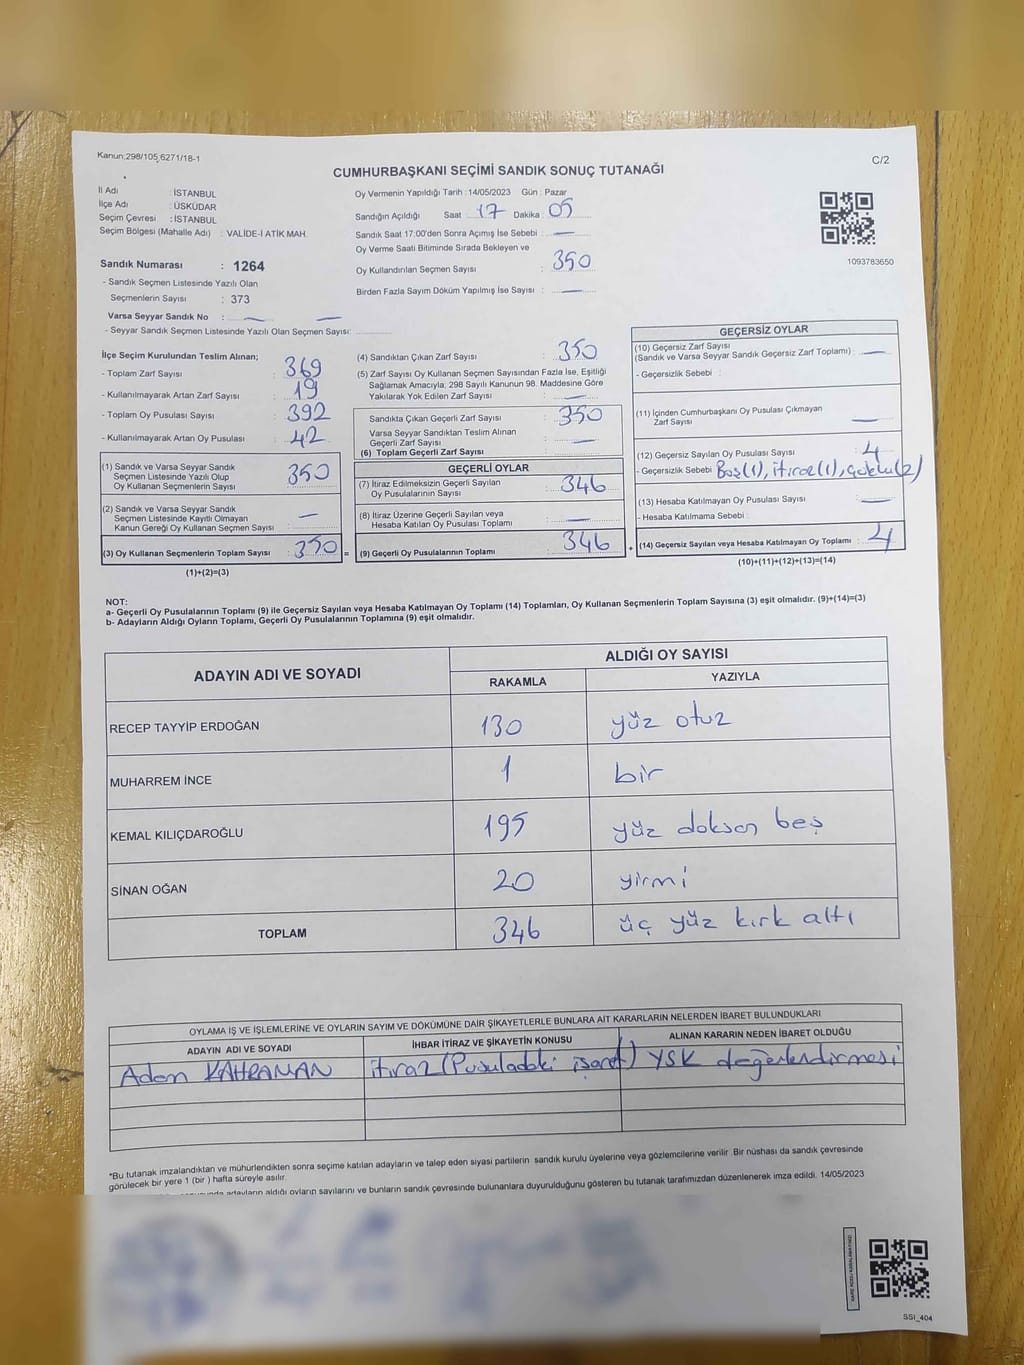 Kanun:298/105,6271/18-1
C/2
CUMHURBAŞKANI SEÇİMİ SANDIK SONUÇ TUTANAĞI
İl Adı : İSTANBUL
İlçe Adı : ÜSKÜDAR
Seçim Çevresi : İSTANBUL
Seçim Bölgesi (Mahalle Adı) : VALİDE-İ ATİK MAH.
Sandık Numarası : 1264
- Sandık Seçmen Listesinde Yazılı Olan
Seçmenlerin Sayısı : 373
Varsa Seyyar Sandık No : — —
- Seyyar Sandık Seçmen Listesinde Yazılı Olan Seçmen Sayısı:
Oy Vermenin Yapıldığı Tarih : 14/05/2023 Gün : Pazar
Sandığın Açıldığı Saat : 17 Dakika : 05
Sandık Saat 17:00'den Sonra Açımış İse Sebebi : —
Oy Verme Saati Bitiminde Sırada Bekleyen ve
Oy Kullandırılan Seçmen Sayısı : 350
Birden Fazla Sayım Döküm Yapılmış İse Sayısı : —
1093783650
İlçe Seçim Kurulundan Teslim Alınan;
- Toplam Zarf Sayısı : 369
- Kullanılmayarak Artan Zarf Sayısı : 19
- Toplam Oy Pusulası Sayısı : 392
- Kullanılmayarak Artan Oy Pusulası : 42
(1) Sandık ve Varsa Seyyar Sandık
Seçmen Listesinde Yazılı Olup
Oy Kullanan Seçmenlerin Sayısı : 350
(2) Sandık ve Varsa Seyyar Sandık
Seçmen Listesinde Kayıtlı Olmayan
Kanun Gereği Oy Kullanan Seçmen Sayısı : —
(3) Oy Kullanan Seçmenlerin Toplam Sayısı : 350 =
(1)+(2)=(3)
(4) Sandıktan Çıkan Zarf Sayısı : 350
(5) Zarf Sayısı Oy Kullanan Seçmen Sayısından Fazla İse, Eşitliği
Sağlamak Amacıyla, 298 Sayılı Kanunun 98. Maddesine Göre
Yakılarak Yok Edilen Zarf Sayısı : —
Sandıkta Çıkan Geçerli Zarf Sayısı : 350
Varsa Seyyar Sandıktan Teslim Alınan
Geçerli Zarf Sayısı : —
(6) Toplam Geçerli Zarf Sayısı :
GEÇERLİ OYLAR
(7) İtiraz Edilmeksizin Geçerli Sayılan
Oy Pusulalarının Sayısı : 346
(8) İtiraz Üzerine Geçerli Sayılan veya
Hesaba Katılan Oy Pusulası Toplamı : —
(9) Geçerli Oy Pusulalarının Toplamı : 346 +
GEÇERSİZ OYLAR
(10) Geçersiz Zarf Sayısı
(Sandık ve Varsa Seyyar Sandık Geçersiz Zarf Toplamı) : —
- Geçersizlik Sebebi :
(11) İçinden Cumhurbaşkanı Oy Pusulası Çıkmayan
Zarf Sayısı : —
(12) Geçersiz Sayılan Oy Pusulası Sayısı : 4
- Geçersizlik Sebebi : Boş(1), itiraz(1),
(13) Hesaba Katılmayan Oy Pusulası Sayısı : —
- Hesaba Katılmama Sebebi :
(14) Geçersiz Sayılan veya Hesaba Katılmayan Oy Toplamı : 4
(10)+(11)+(12)+(13)=(14)
NOT:
a- Geçerli Oy Pusulalarının Toplamı (9) ile Geçersiz Sayılan veya Hesaba Katılmayan Oy Toplamı (14) Toplamları, Oy Kullanan Seçmenlerin Toplam Sayısına (3) eşit olmalıdır. (9)+(14)=(3)
b- Adayların Aldığı Oyların Toplamı, Geçerli Oy Pusulalarının Toplamına (9) eşit olmalıdır.
ADAYIN ADI VE SOYADI ALDIĞI OY SAYISI
RAKAMLA YAZIYLA
RECEP TAYYİP ERDOĞAN 130 yüz otuz
MUHARREM İNCE 1 bir
KEMAL KILIÇDAROĞLU 195 yüz doksan beş
SİNAN OĞAN 20 yirmi
TOPLAM 346 üç yüz kırk altı
OYLAMA İŞ VE İŞLEMLERİNE VE OYLARIN SAYIM VE DÖKÜMÜNE DAİR ŞİKAYETLERLE BUNLARA AİT KARARLARIN NELERDEN İBARET BULUNDUKLARI
ADAYIN ADI VE SOYADI İHBAR İTİRAZ VE ŞİKAYETİN KONUSU ALINAN KARARIN NEDEN İBARET OLDUĞU
Adem KAHRAMAN itiraz (Pusuladaki işaret) YSK değerlendirmesi
*Bu tutanak imzalandıktan ve mühürlendikten sonra seçime katılan adayların ve talep eden siyasi partilerin sandık kurulu üyelerine veya gözlemcilerine verilir. Bir nüshası da sandık çevresinde
görülecek bir yere 1 (bir ) hafta süreyle asılır.
adayların aldığı oyların sayılarını ve bunların sandık çevresinde bulunanlara duyurulduğunu gösteren bu tutanak tarafımızdan düzenlenerek imza edildi. 14/05/2023
SSI_404